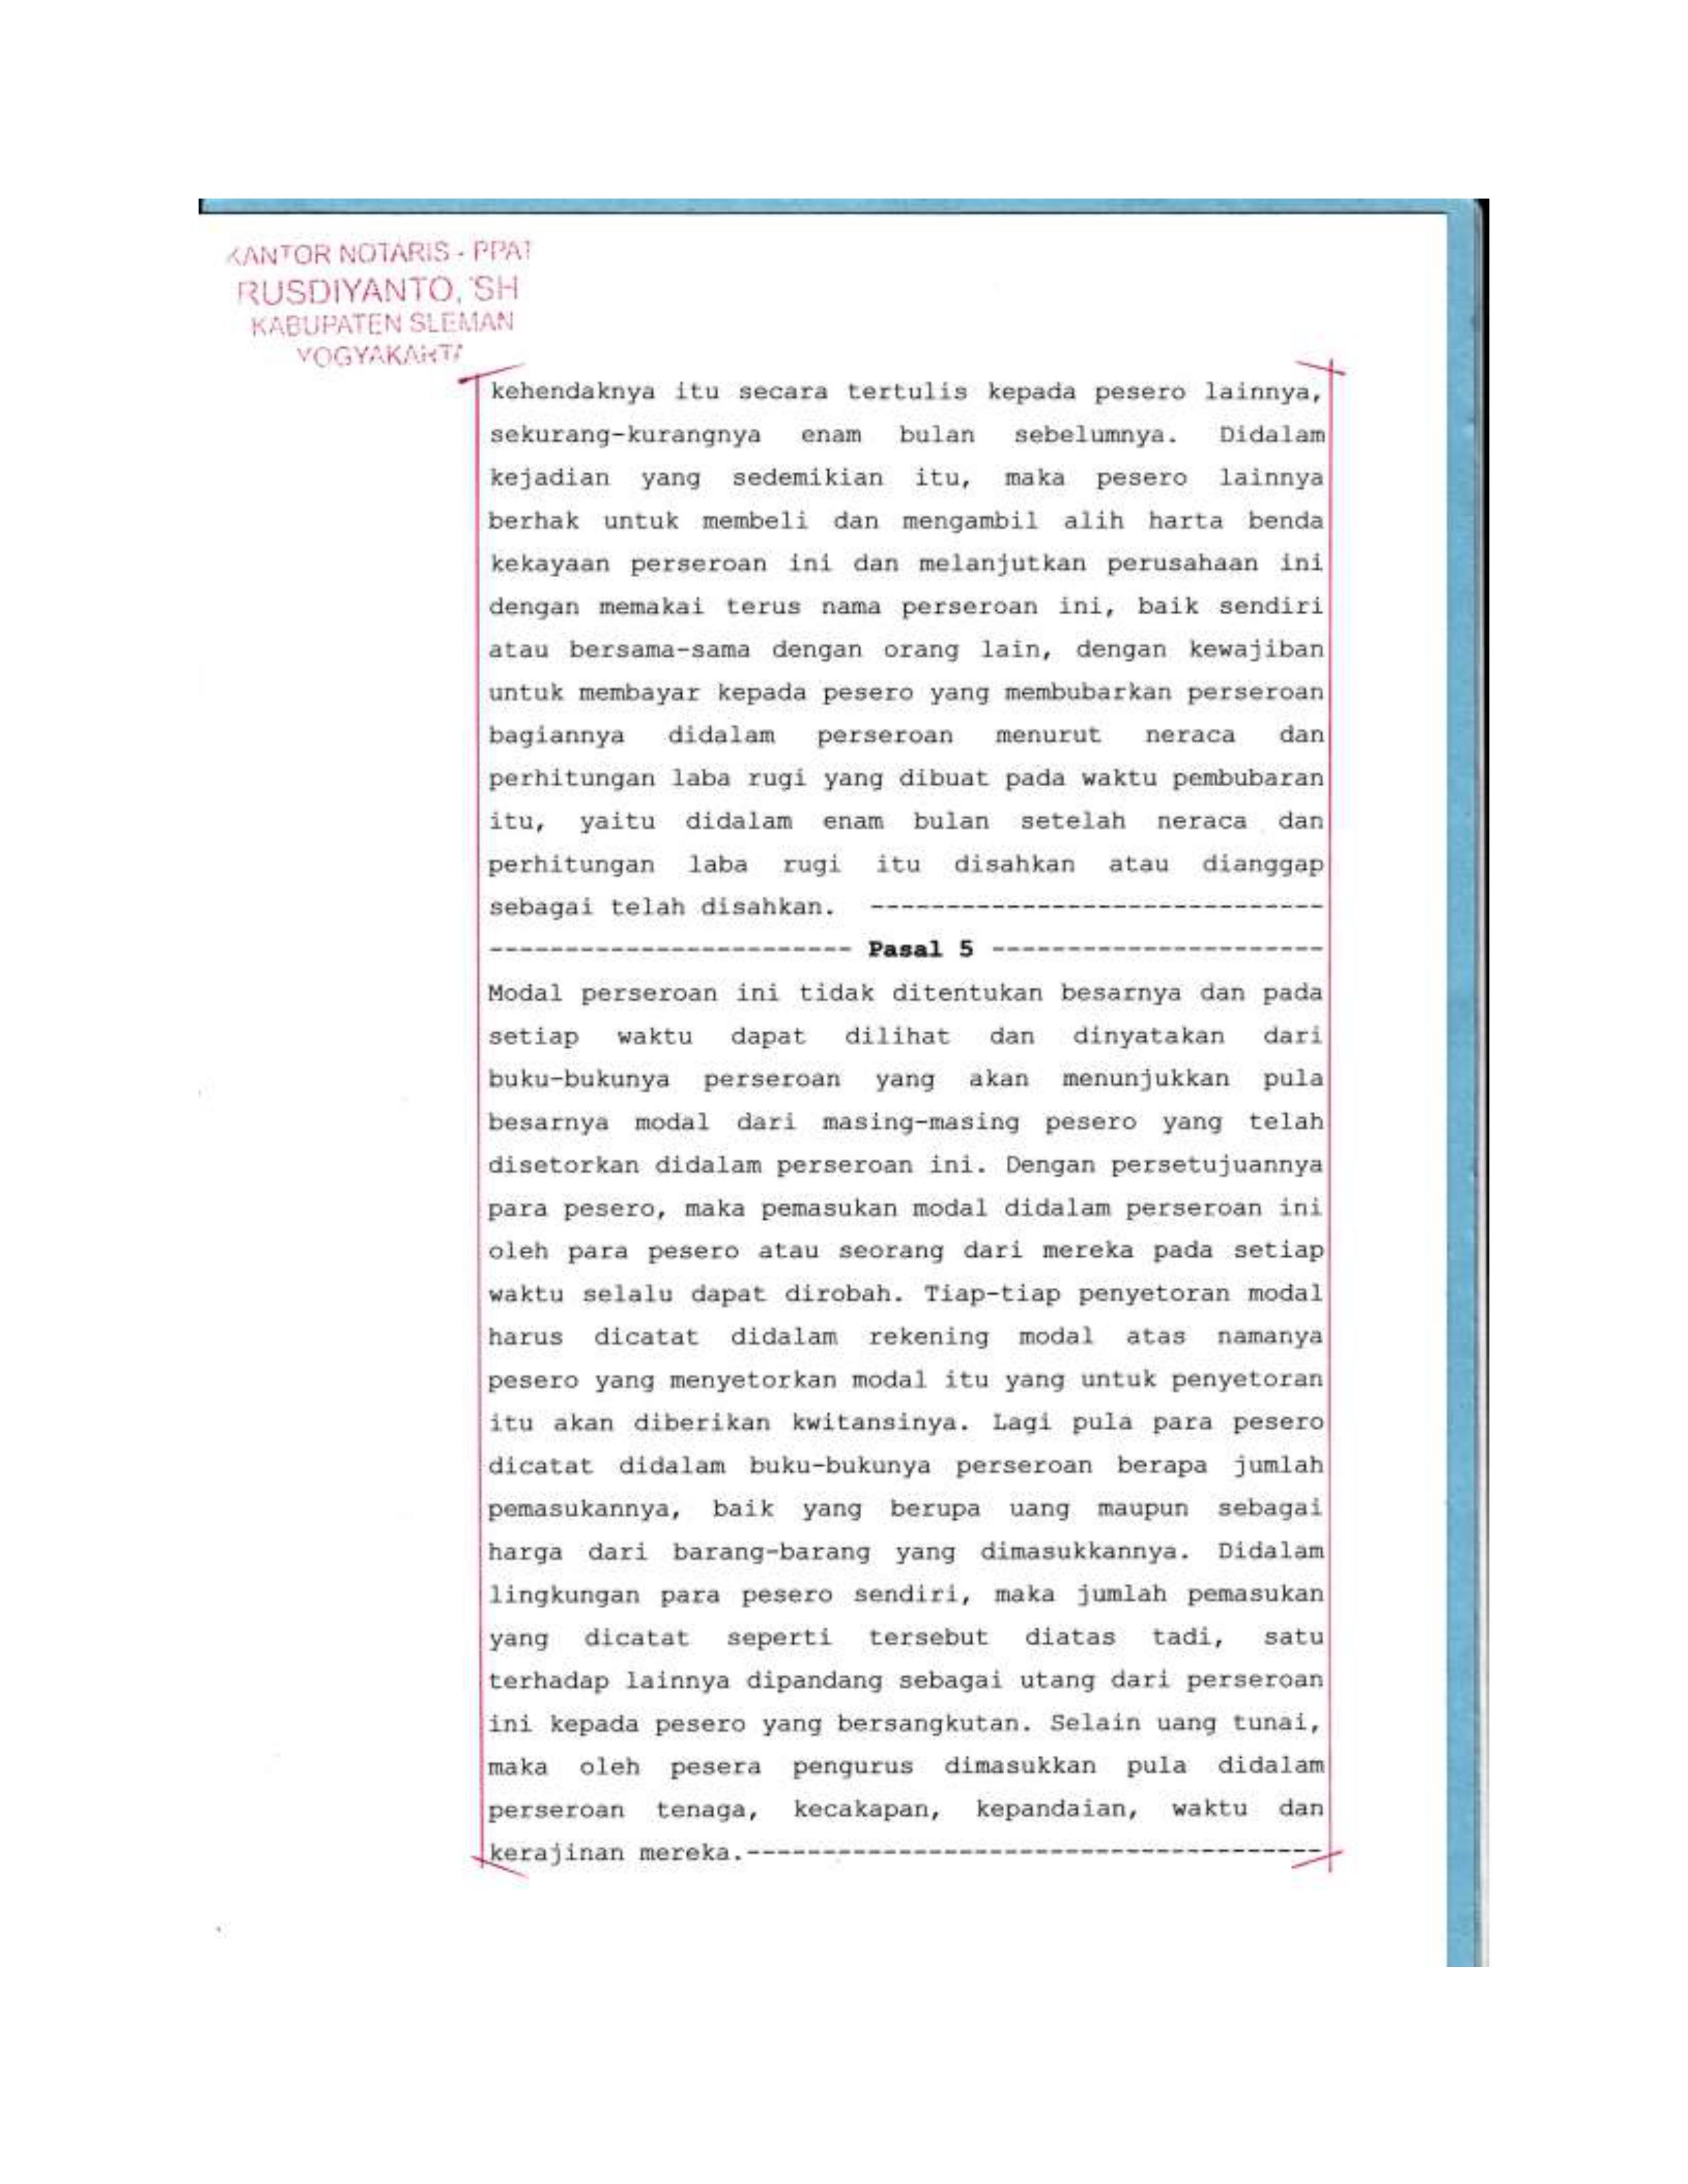 KANTOR NOTARIS - PPAT
RUSDIYANTO, SH
KABUPATEN SLEMAN
YOGYAKARTA
kehendaknya itu secara tertulis kepada pesero lainnya,
sekurang-kurangnya enam bulan sebelumnya. Didalam
kejadian yang sedemikian itu, maka pesero lainnya
berhak untuk membeli dan mengambil alih harta benda
kekayaan perseroan ini dan melanjutkan perusahaan ini
dengan memakai terus nama perseroan ini, baik sendiri
atau bersama-sama dengan orang lain, dengan kewajiban
untuk membayar kepada pesero yang membubarkan perseroan
bagiannya didalam perseroan menurut neraca dan
perhitungan laba rugi yang dibuat pada waktu pembubaran
itu, yaitu didalam enam bulan setelah neraca dan
perhitungan laba rugi itu disahkan atau dianggap
sebagai telah disahkan. ------------------------------
------------------------ Pasal 5 ----------------------
Modal perseroan ini tidak ditentukan besarnya dan pada
setiap waktu dapat dilihat dan dinyatakan dari
buku-bukunya perseroan yang akan menunjukkan pula
besarnya modal dari masing-masing pesero yang telah
disetorkan didalam perseroan ini. Dengan persetujuannya
para pesero, maka pemasukan modal didalam perseroan ini
oleh para pesero atau seorang dari mereka pada setiap
waktu selalu dapat dirobah. Tiap-tiap penyetoran modal
harus dicatat didalam rekening modal atas namanya
pesero yang menyetorkan modal itu yang untuk penyetoran
itu akan diberikan kwitansinya. Lagi pula para pesero
dicatat didalam buku-bukunya perseroan berapa jumlah
pemasukannya, baik yang berupa uang maupun sebagai
harga dari barang-barang yang dimasukkannya. Didalam
lingkungan para pesero sendiri, maka jumlah pemasukan
yang dicatat seperti tersebut diatas tadi, satu
terhadap lainnya dipandang sebagai utang dari perseroan
ini kepada pesero yang bersangkutan. Selain uang tunai,
maka oleh pesera pengurus dimasukkan pula didalam
perseroan tenaga, kecakapan, kepandaian, waktu dan
kerajinan mereka.--------------------------------------